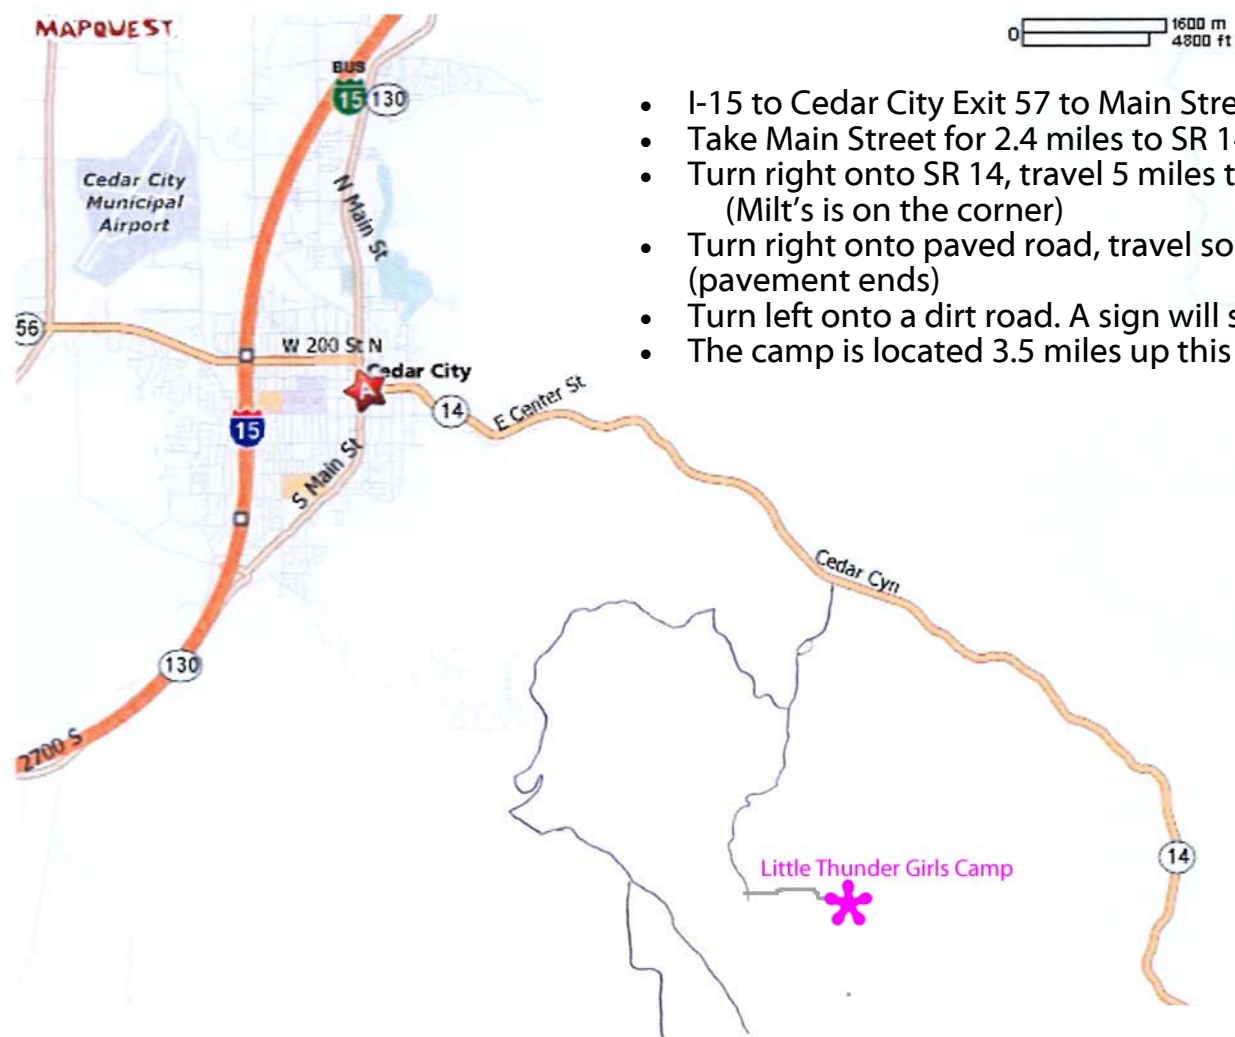 MAPQUEST
0
1600 m
4800 ft
BUS
15
130
• I-15 to Cedar City Exit 57 to Main Stre
• Take Main Street for 2.4 miles to SR 1
• Turn right onto SR 14, travel 5 miles t
(Milt's is on the corner)
• Turn right onto paved road, travel so
(pavement ends)
• Turn left onto a dirt road. A sign will s
• The camp is located 3.5 miles up this
Cedar City
Municipal
Airport
N Main St
56
W 200 St N
Cedar City
A
14
E Center St
15
S Main St
Cedar Cyn
130
2700 S
14
Little Thunder Girls Camp